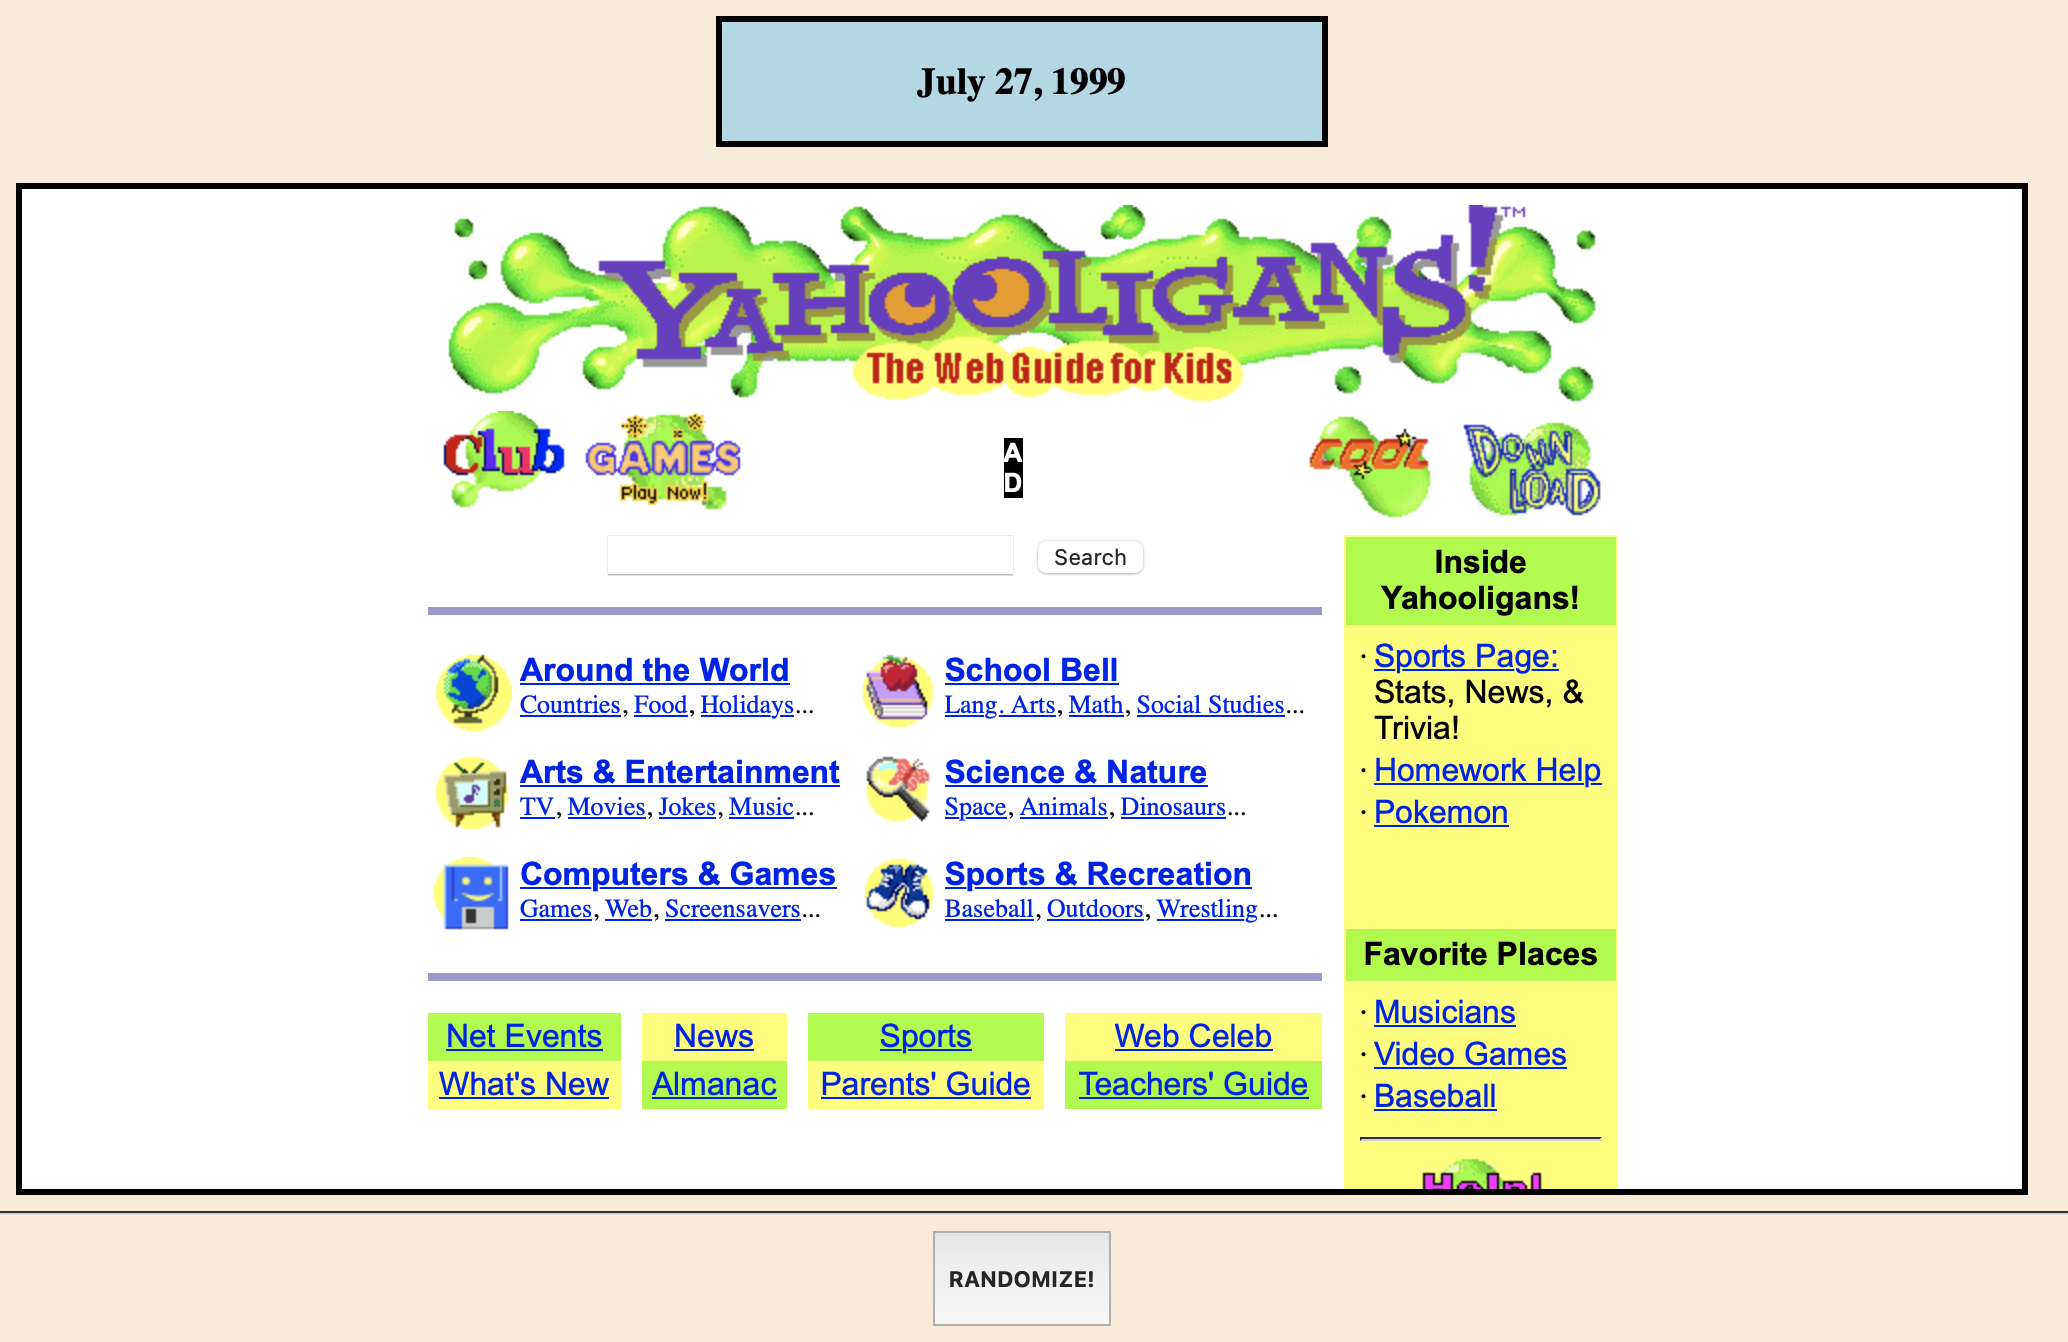 July 27, 1999
YAHOOLIGANS!™
The Web Guide for Kids
Club
GAMES
Play Now!
A
D
COOL
DOWN
LOAD
Search
Around the World
Countries, Food, Holidays...
School Bell
Lang. Arts, Math, Social Studies...
Arts & Entertainment
TV, Movies, Jokes, Music...
Science & Nature
Space, Animals, Dinosaurs...
Computers & Games
Games, Web, Screensavers...
Sports & Recreation
Baseball, Outdoors, Wrestling...
Net Events
News
Sports
Web Celeb
What's New
Almanac
Parents' Guide
Teachers' Guide
Inside
Yahooligans!
· Sports Page:
Stats, News, &
Trivia!
· Homework Help
· Pokemon
Favorite Places
· Musicians
· Video Games
· Baseball
Help!
RANDOMIZE!